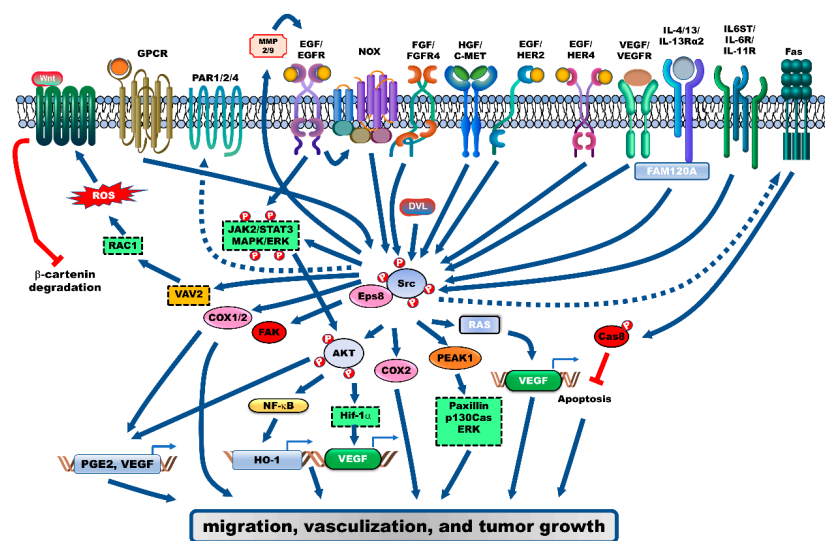 MMP
2/9
EGF/
EGFR
NOX
FGF/
FGFR4
HGF/
C-MET
EGF/
HER2
EGF/
HER4
VEGF/
VEGFR
IL-4/13/
IL-13Rα2
IL6ST/
IL-6R/
IL-11R
Fas
GPCR
PAR1/2/4
Wnt
FAM120A
ROS
DVL
P
P
JAK2/STAT3
MAPK/ERK
P
P
RAC1
β-cartenin
degradation
P
P
Src
P
P
Eps8
VAV2
COX1/2
FAK
RAS
P
Cas8
P
AKT
P
P
COX2
PEAK1
VEGF
Apoptosis
NF-κB
Hif-1α
Paxillin
p130Cas
ERK
PGE2, VEGF
HO-1
VEGF
migration, vasculization, and tumor growth